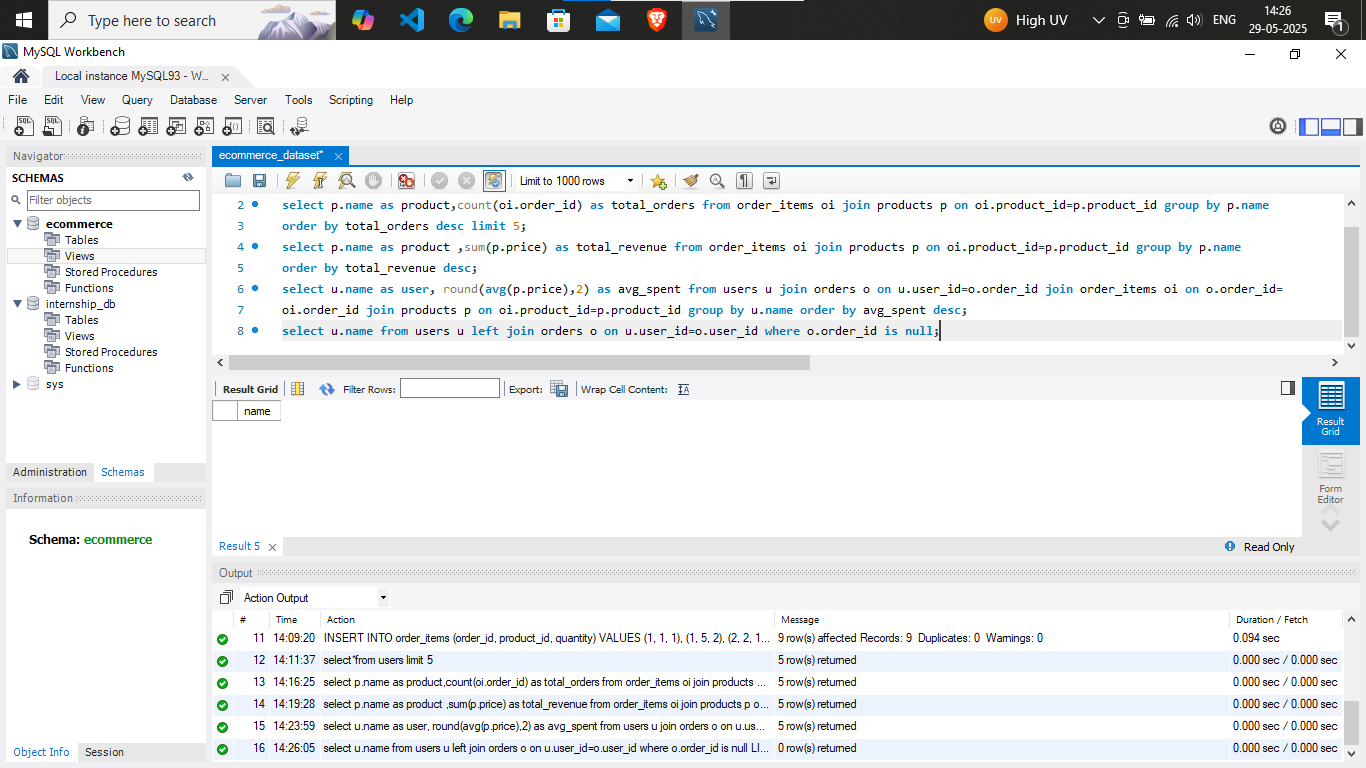 Type here to search
UV High UV ENG 14:26
29-05-2025
1
MySQL Workbench
Local instance MySQL93 - W...
File Edit View Query Database Server Tools Scripting Help
Navigator
SCHEMAS
Filter objects
ecommerce
Tables
Views
Stored Procedures
Functions
internship_db
Tables
Views
Stored Procedures
Functions
sys
Administration Schemas
Information
Schema: ecommerce
Object Info Session
ecommerce_dataset*
Limit to 1000 rows
2 select p.name as product,count(oi.order_id) as total_orders from order_items oi join products p on oi.product_id=p.product_id group by p.name
3 order by total_orders desc limit 5;
4 select p.name as product ,sum(p.price) as total_revenue from order_items oi join products p on oi.product_id=p.product_id group by p.name
5 order by total_revenue desc;
6 select u.name as user, round(avg(p.price),2) as avg_spent from users u join orders o on u.user_id=o.order_id join order_items oi on o.order_id=
7 oi.order_id join products p on oi.product_id=p.product_id group by u.name order by avg_spent desc;
8 select u.name from users u left join orders o on u.user_id=o.user_id where o.order_id is null;
Result Grid Filter Rows: Export: Wrap Cell Content:
name
Result Grid
Form Editor
Result 5
Read Only
Output
Action Output
# Time Action Message Duration / Fetch
11 14:09:20 INSERT INTO order_items (order_id, product_id, quantity) VALUES (1, 1, 1), (1, 5, 2), (2, 2, 1... 9 row(s) affected Records: 9 Duplicates: 0 Warnings: 0 0.094 sec
12 14:11:37 select*from users limit 5 5 row(s) returned 0.000 sec / 0.000 sec
13 14:16:25 select p.name as product,count(oi.order_id) as total_orders from order_items oi join products ... 5 row(s) returned 0.000 sec / 0.000 sec
14 14:19:28 select p.name as product ,sum(p.price) as total_revenue from order_items oi join products p o... 5 row(s) returned 0.000 sec / 0.000 sec
15 14:23:59 select u.name as user, round(avg(p.price),2) as avg_spent from users u join orders o on u.us... 5 row(s) returned 0.000 sec / 0.000 sec
16 14:26:05 select u.name from users u left join orders o on u.user_id=o.user_id where o.order_id is null LI... 0 row(s) returned 0.000 sec / 0.000 sec